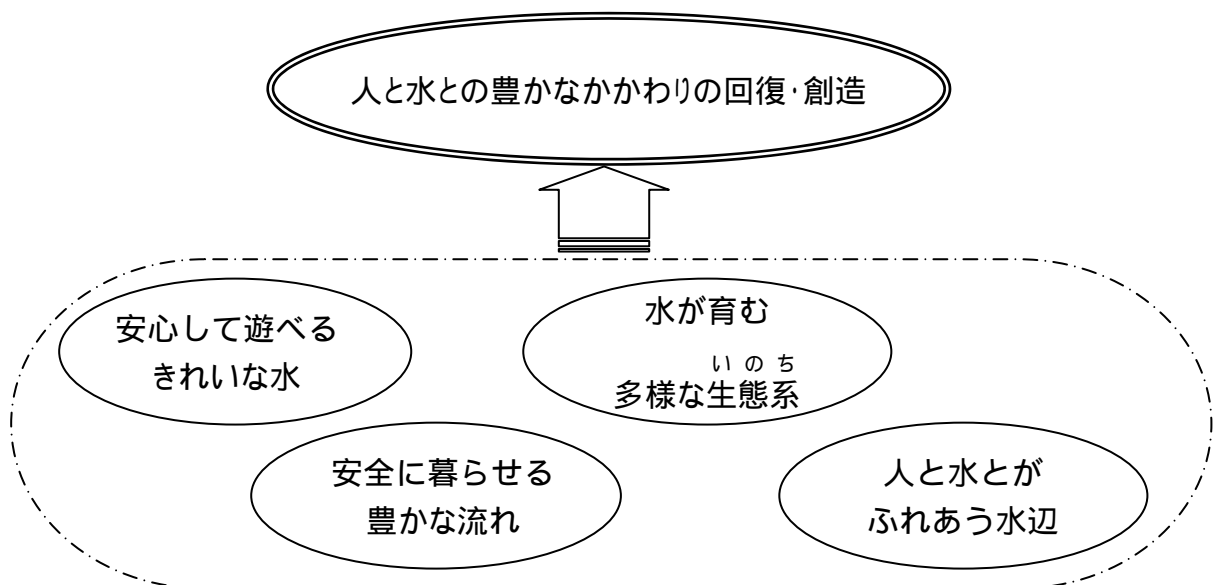 人と水との豊かなかかわりの回復・創造
安心して遊べる
きれいな水
水が育む
いのち
多様な生態系
安全に暮らせる
豊かな流れ
人と水とが
ふれあう水辺